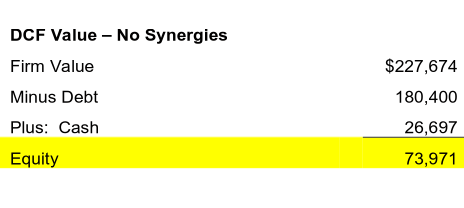 DCF Value – No Synergies
Firm Value $227,674
Minus Debt 180,400
Plus: Cash 26,697
Equity 73,971